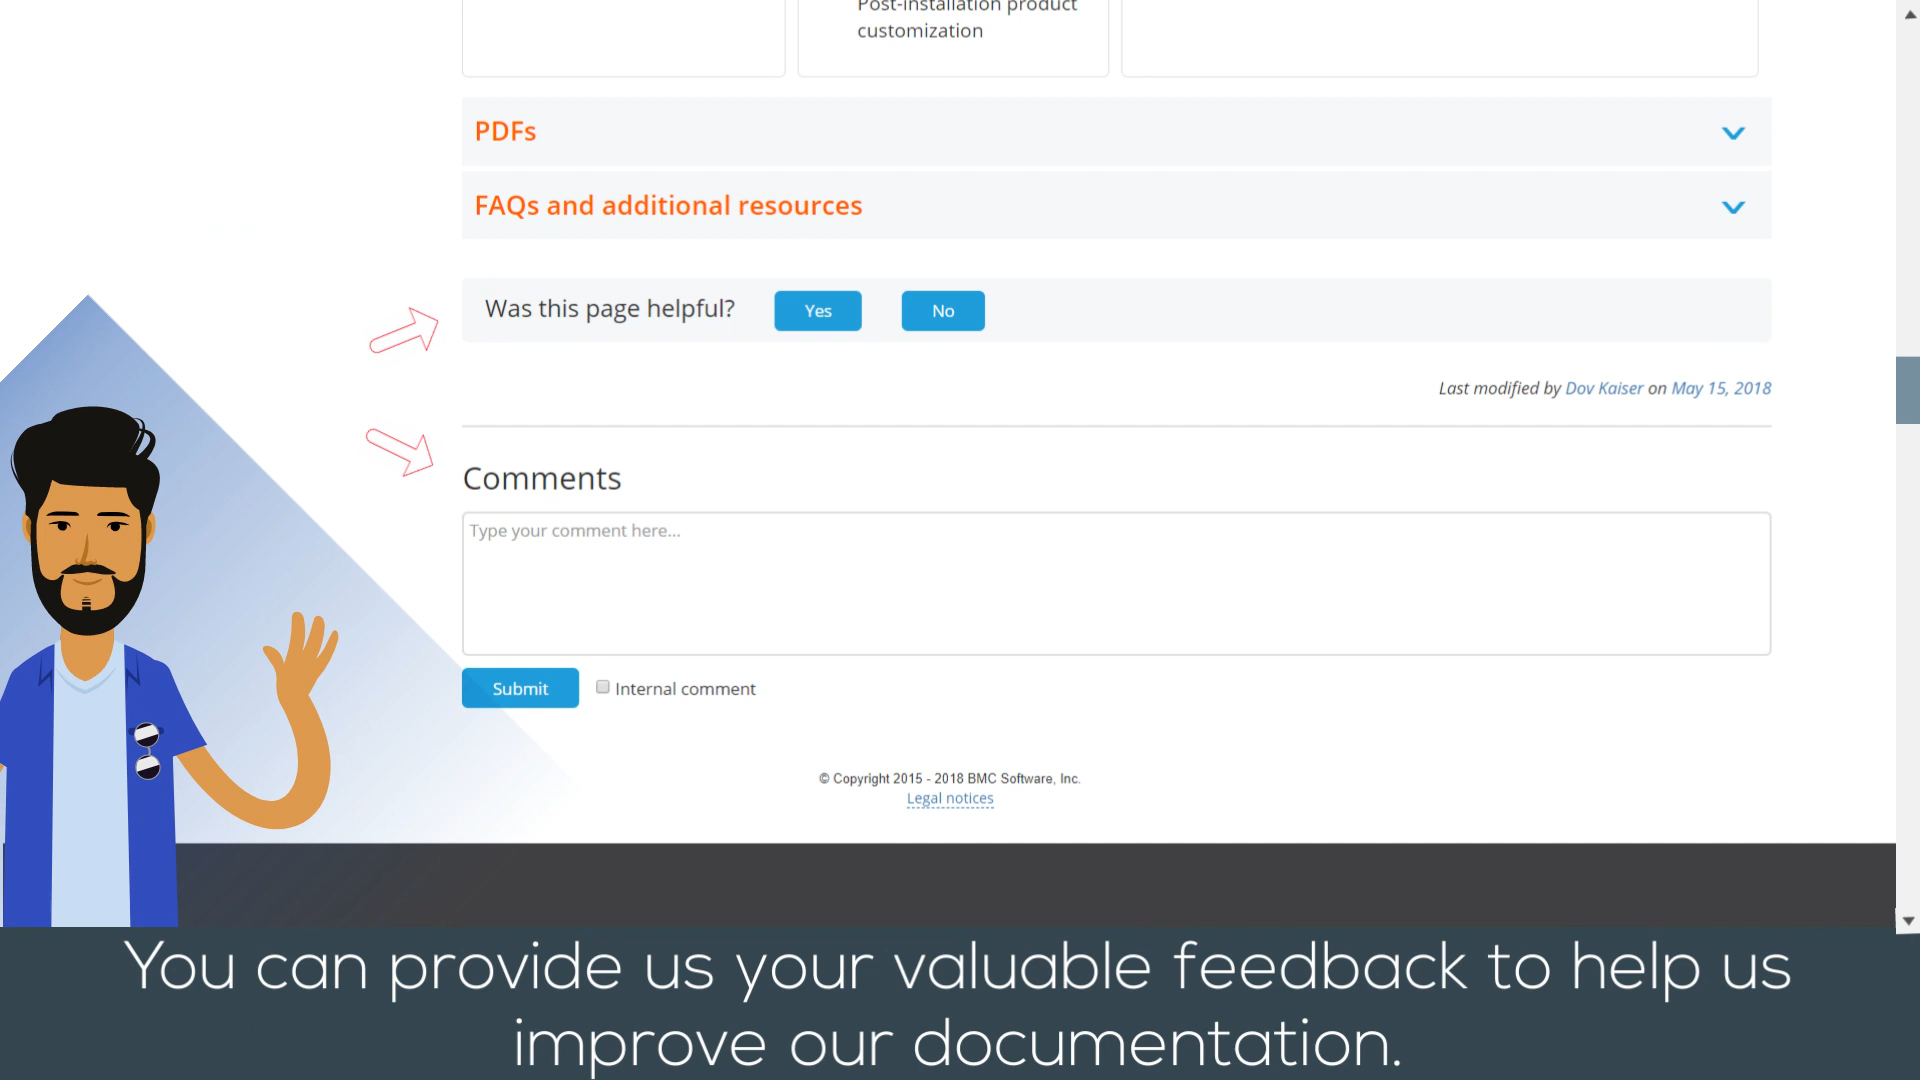 Post-installation product
customization
PDFs
FAQs and additional resources
Was this page helpful? Yes No
Last modified by Dov Kaiser on May 15, 2018
Comments
Type your comment here...
Submit Internal comment
© Copyright 2015 - 2018 BMC Software, Inc.
Legal notices
You can provide us your valuable feedback to help us
improve our documentation.